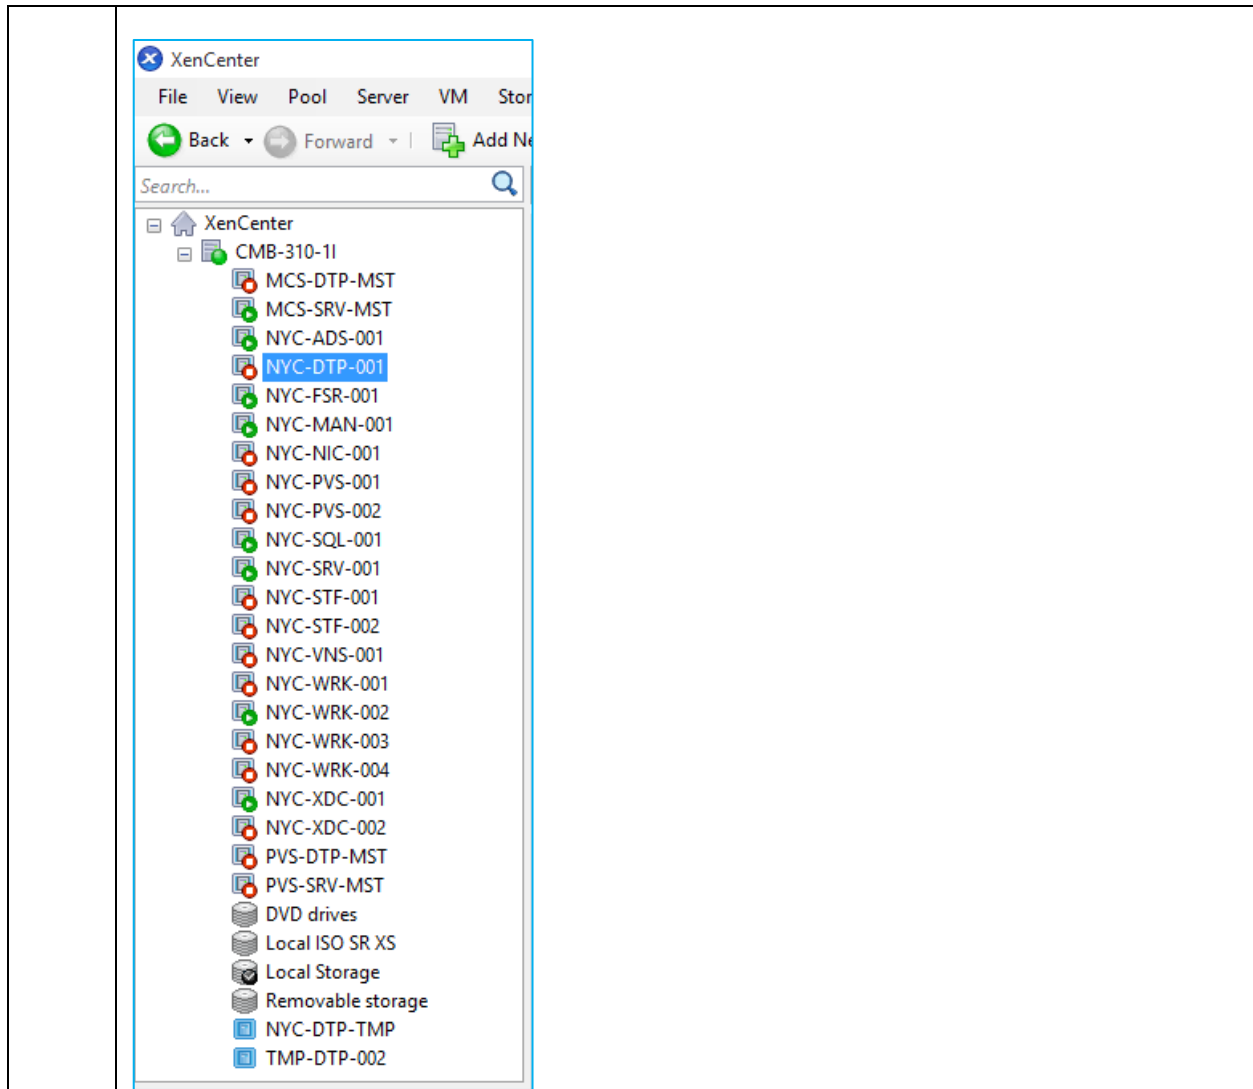 XenCenter
File View Pool Server VM Stor
Back Forward Add Ne
Search...
XenCenter
CMB-310-1I
MCS-DTP-MST
MCS-SRV-MST
NYC-ADS-001
NYC-DTP-001
NYC-FSR-001
NYC-MAN-001
NYC-NIC-001
NYC-PVS-001
NYC-PVS-002
NYC-SQL-001
NYC-SRV-001
NYC-STF-001
NYC-STF-002
NYC-VNS-001
NYC-WRK-001
NYC-WRK-002
NYC-WRK-003
NYC-WRK-004
NYC-XDC-001
NYC-XDC-002
PVS-DTP-MST
PVS-SRV-MST
DVD drives
Local ISO SR XS
Local Storage
Removable storage
NYC-DTP-TMP
TMP-DTP-002